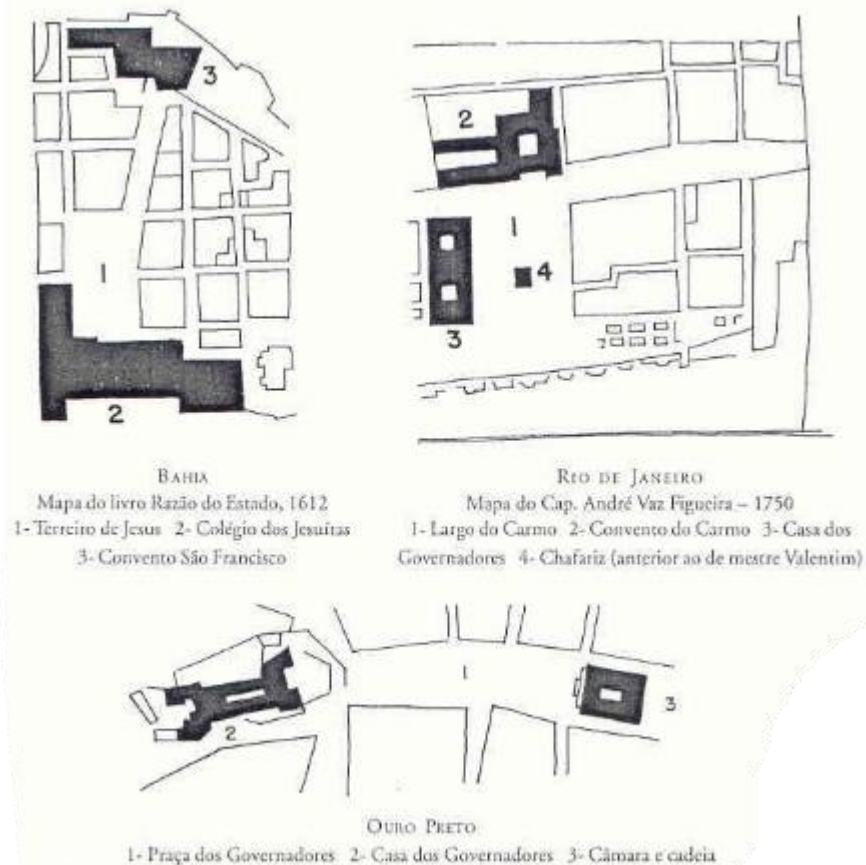 3
1
2
BAHIA
Mapa do livro Razão do Estado, 1612
1- Terreiro de Jesus 2- Colégio dos Jesuítas
3- Convento São Francisco
2
1
4
3
RIO DE JANEIRO
Mapa do Cap. André Vaz Figueira – 1750
1- Largo do Carmo 2- Convento do Carmo 3- Casa dos
Governadores 4- Chafariz (anterior ao de mestre Valentim)
1
2
3
OURO PRETO
1- Praça dos Governadores 2- Casa dos Governadores 3- Câmara e cadeia